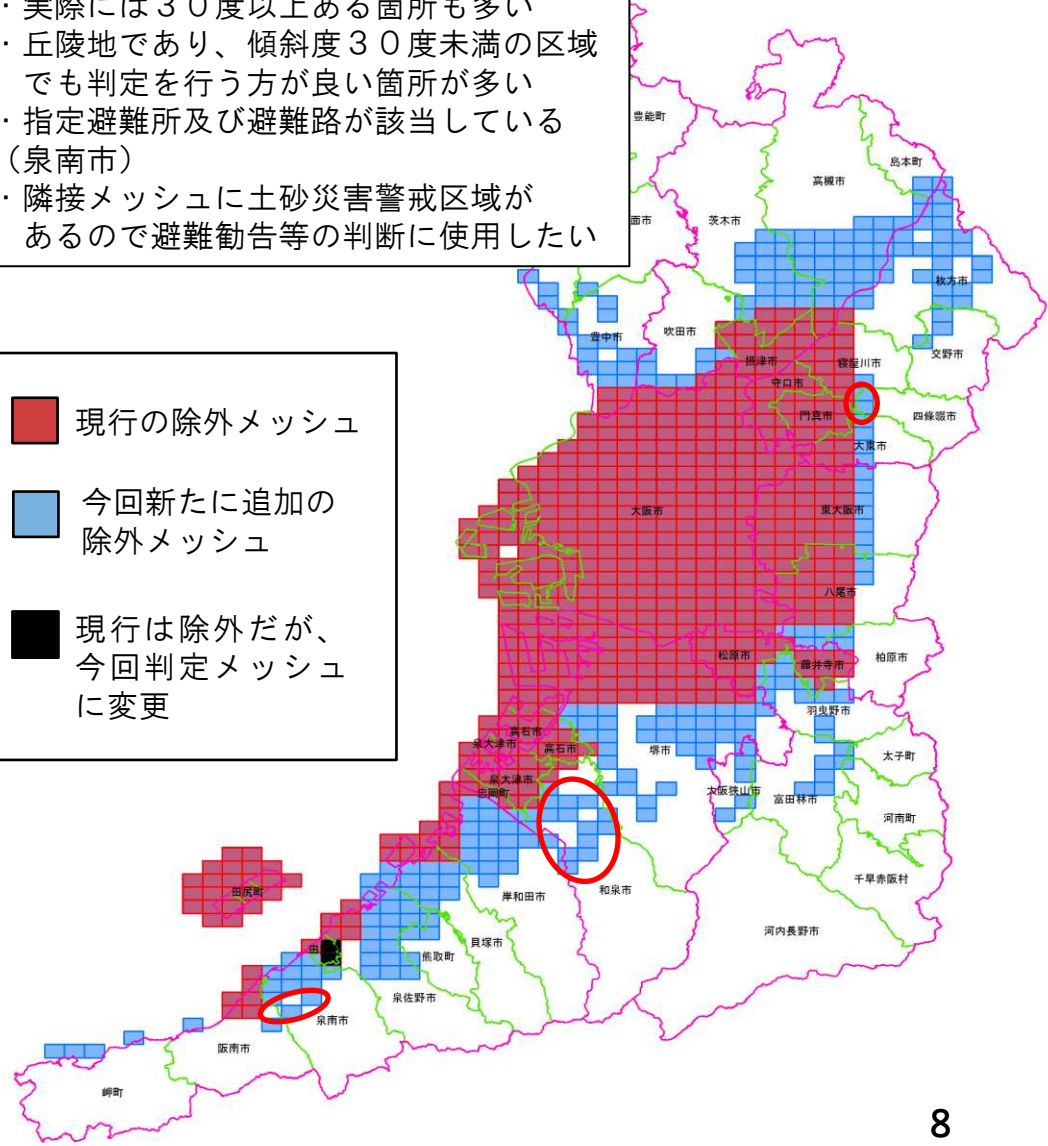 ・実際には３０度以上ある箇所も多い
・丘陵地であり、傾斜度３０度未満の区域
でも判定を行う方が良い箇所が多い
・指定避難所及び避難路が該当している
（泉南市）
・隣接メッシュに土砂災害警戒区域が
あるので避難勧告等の判断に使用したい
現行の除外メッシュ
今回新たに追加の
除外メッシュ
現行は除外だが、
今回判定メッシュ
に変更
豊能町
島本町
高槻市
面市
茨木市
枚方市
豊中市
吹田市
摂津市
寝屋川市
交野市
守口市
門真市
四條畷市
大東市
大阪市
東大阪市
八尾市
松原市
藤井寺市
柏原市
羽曳野市
高石市
泉大津市
高石市
堺市
太子町
泉大津市
忠岡町
大阪狭山市
富田林市
河南町
千早赤阪村
田尻町
岸和田市
和泉市
河内長野市
貝塚市
田
熊取町
泉佐野市
泉南市
阪南市
岬町
8